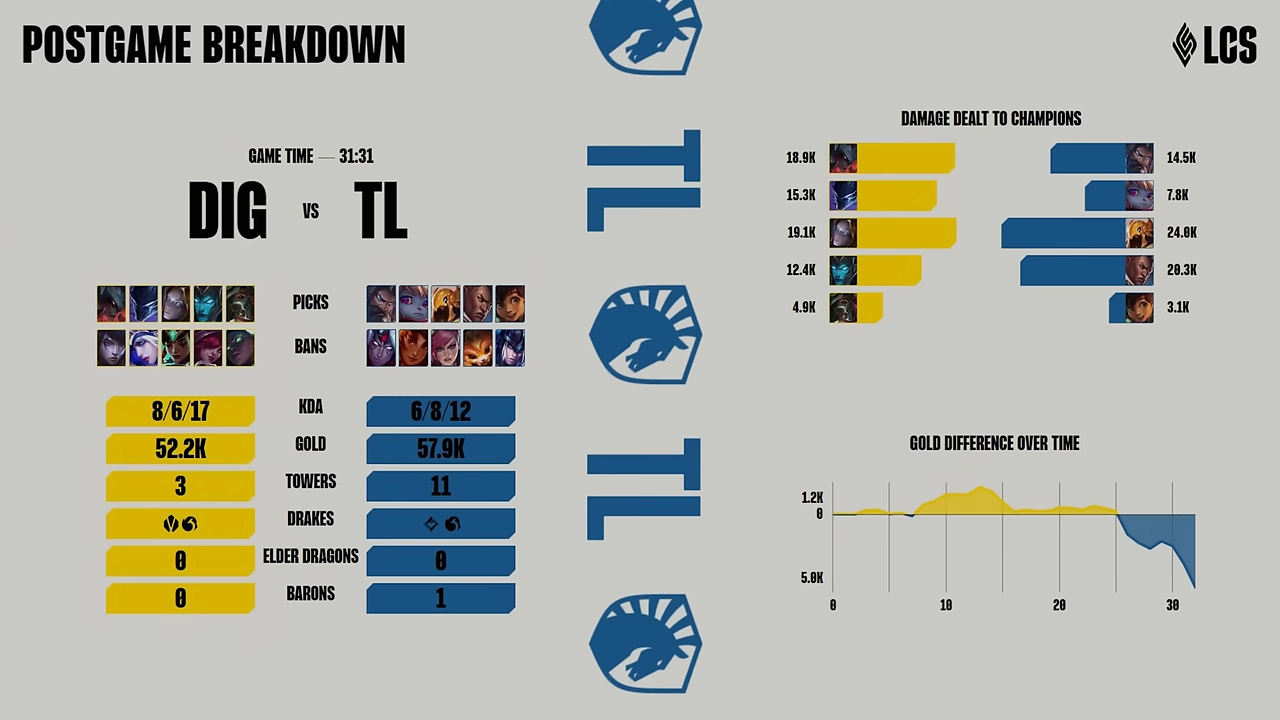 POSTGAME BREAKDOWN
LCS
GAME TIME — 31:31
DIG VS TL
PICKS
BANS
8/6/17 KDA 6/8/12
52.2K GOLD 57.9K
3 TOWERS 11
DRAKES
0 ELDER DRAGONS 0
0 BARONS 1
TL
TL
DAMAGE DEALT TO CHAMPIONS
18.9K 14.5K
15.3K 7.8K
19.1K 24.0K
12.4K 20.3K
4.9K 3.1K
GOLD DIFFERENCE OVER TIME
1.2K
0
5.0K
0 10 20 30